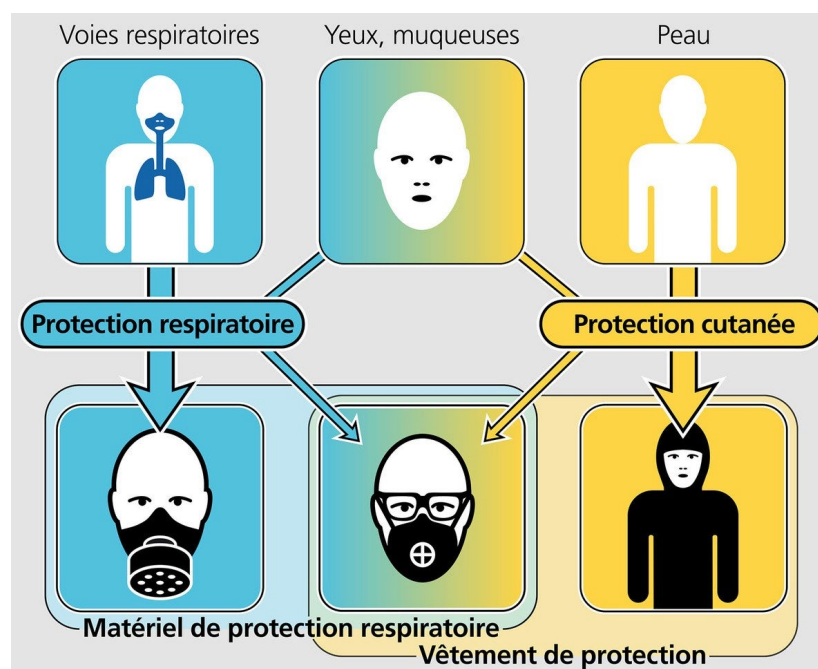 Voies respiratoires
Yeux, muqueuses
Peau
Protection respiratoire
Protection cutanée
Matériel de protection respiratoire
Vêtement de protection